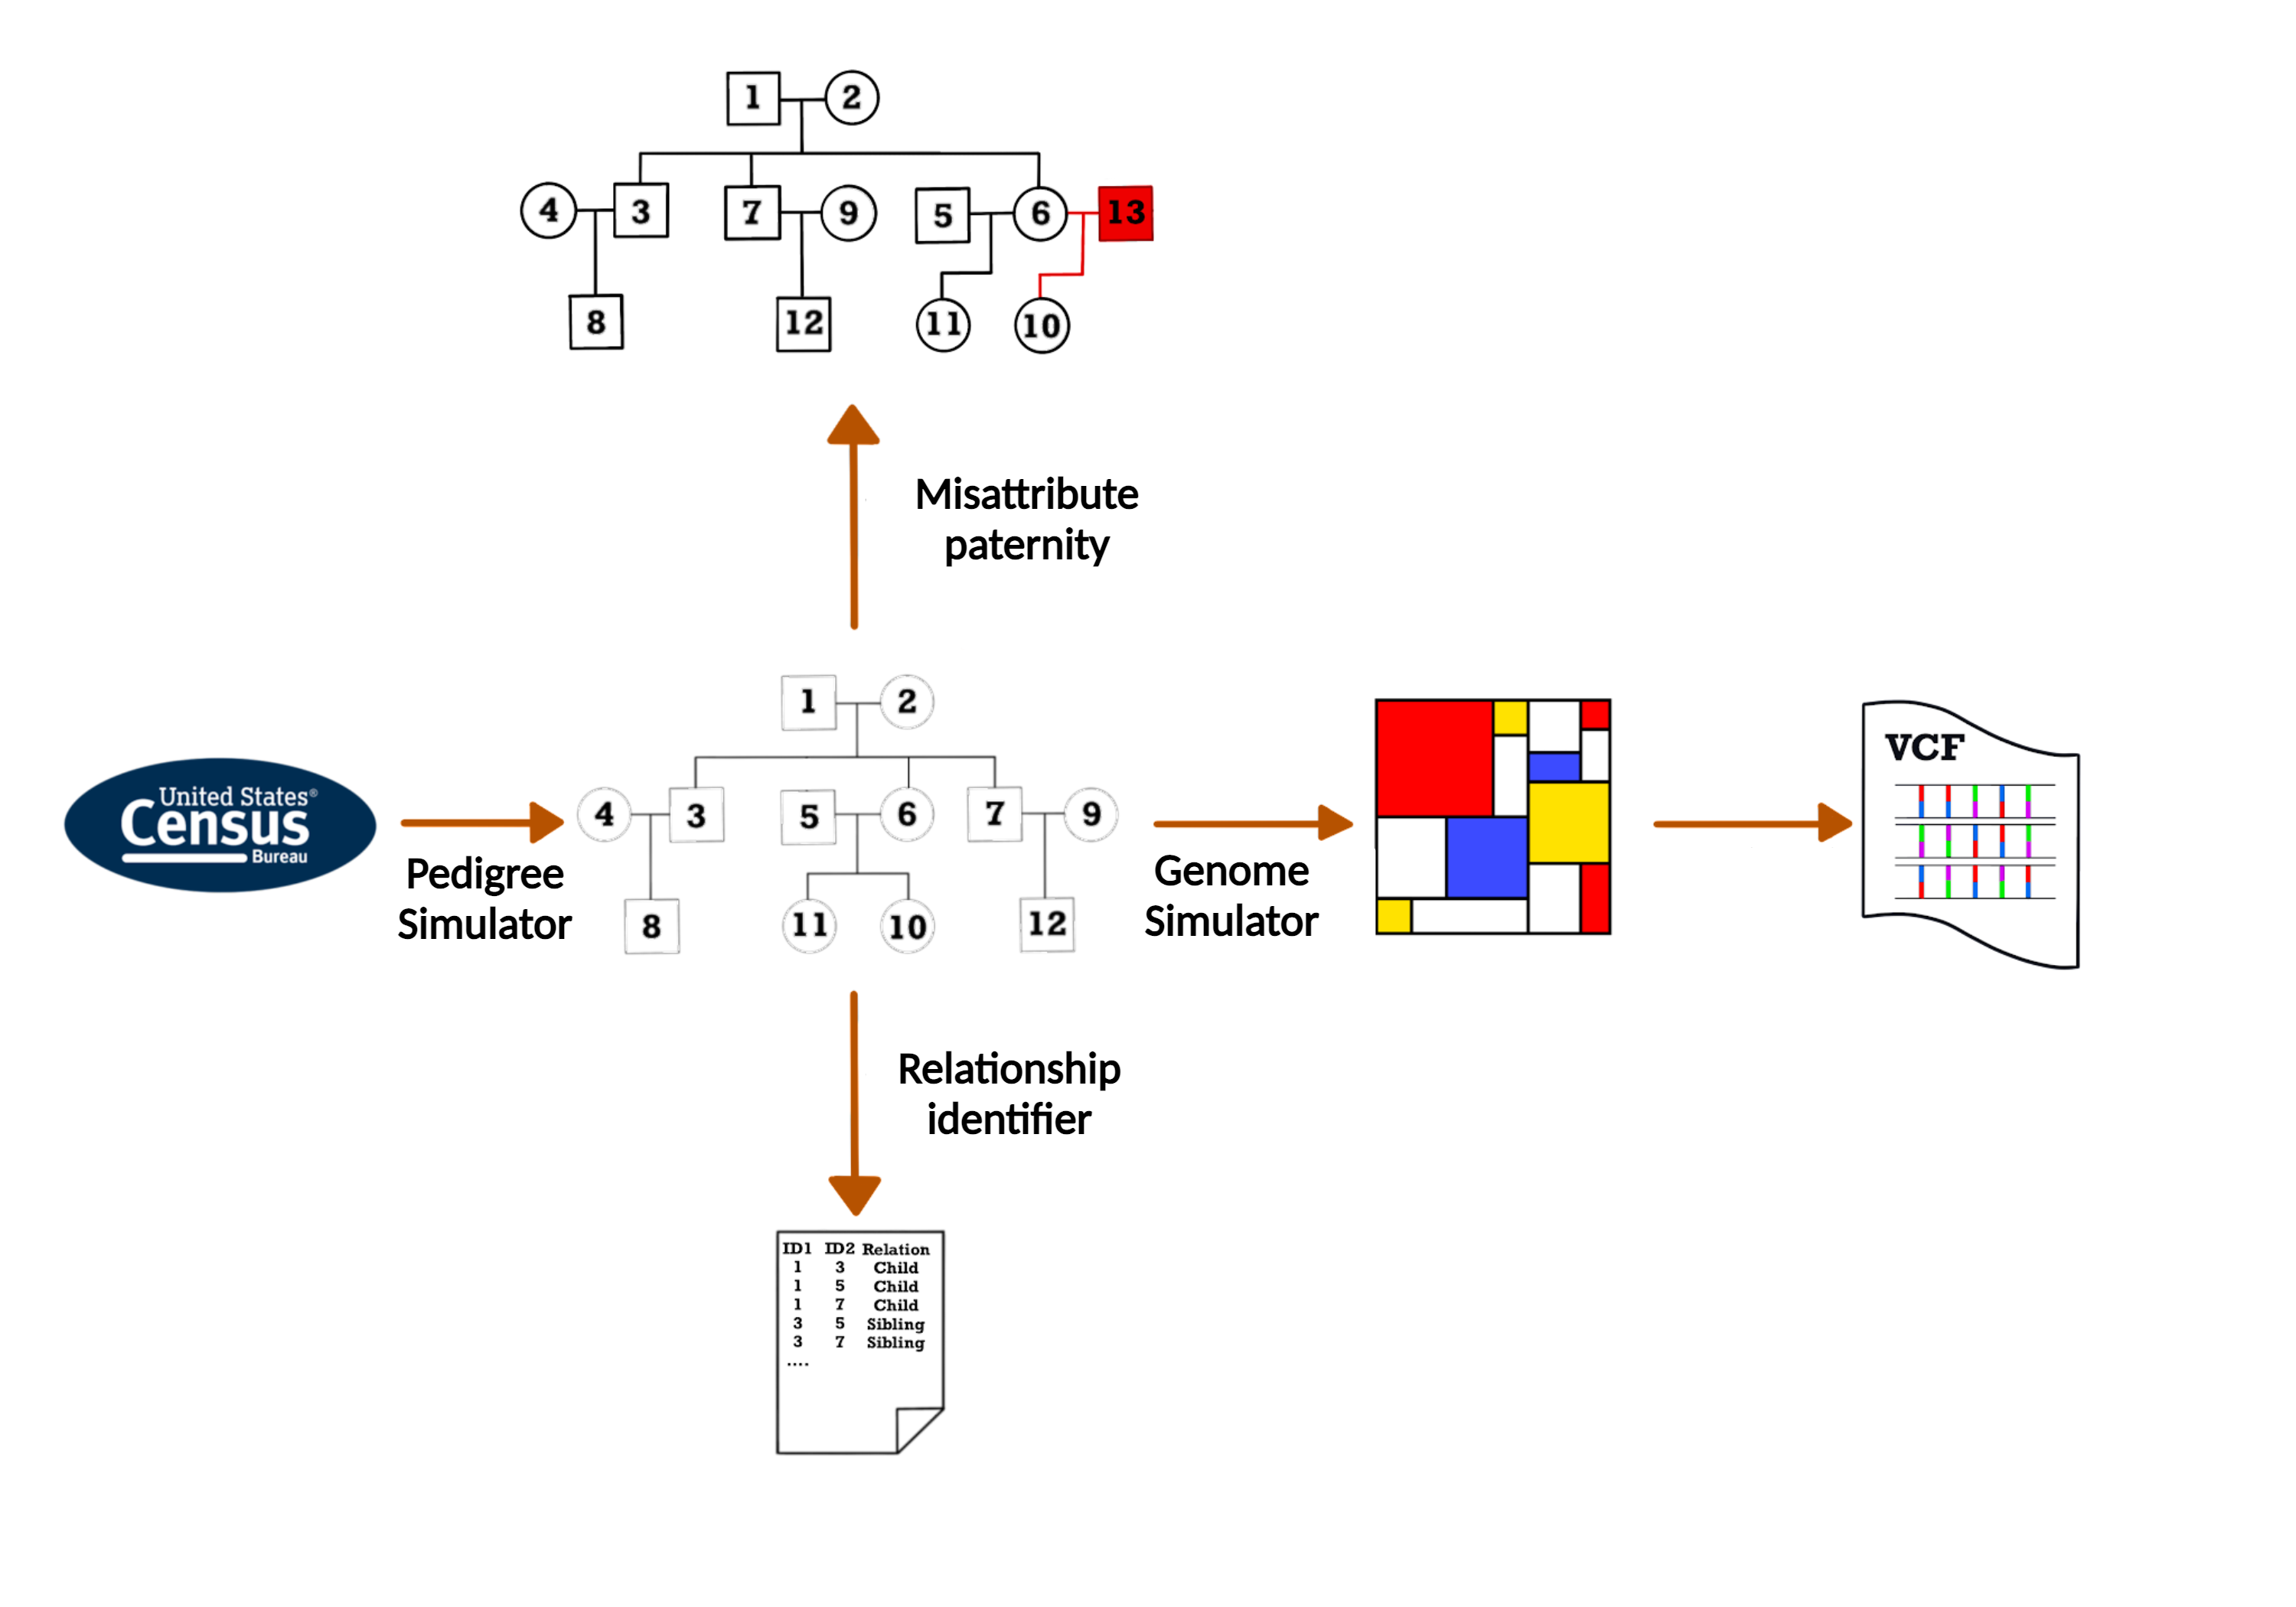 1 2
4 3 7 9 5 6 13
8 12 11 10
Misattribute
paternity
1 2
4 3 5 6 7 9
8 11 10 12
United States®
Census
Bureau
Pedigree
Simulator
Genome
Simulator
VCF
Relationship
identifier
ID1 ID2 Relation
1 3 Child
1 5 Child
1 7 Child
3 5 Sibling
3 7 Sibling
....